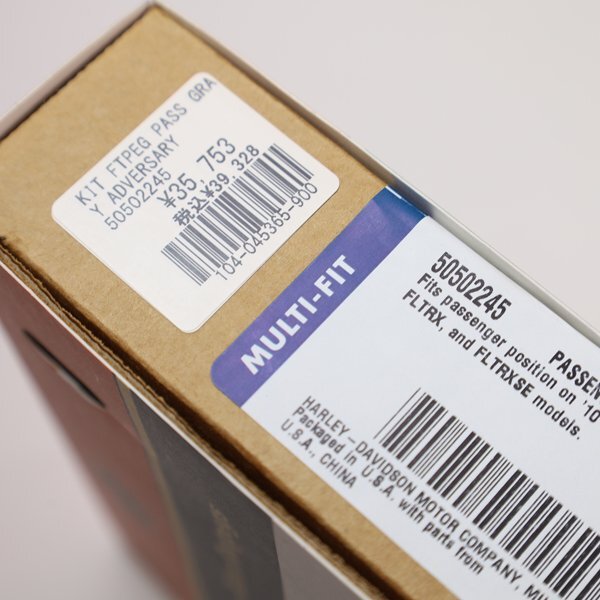 KIT FTPEG PASS GRA
Y ADVERSARY
50502245
¥35 753
税込¥39 328
104-045365-900
MULTI-FIT
50502245
PASSEN
Fits passenger position on '10
FLTRX, and FLTRXSE models.
HARLEY-DAVIDSON MOTOR COMPANY, MIL
Packaged in U.S.A. with parts from
U.S.A., CHINA